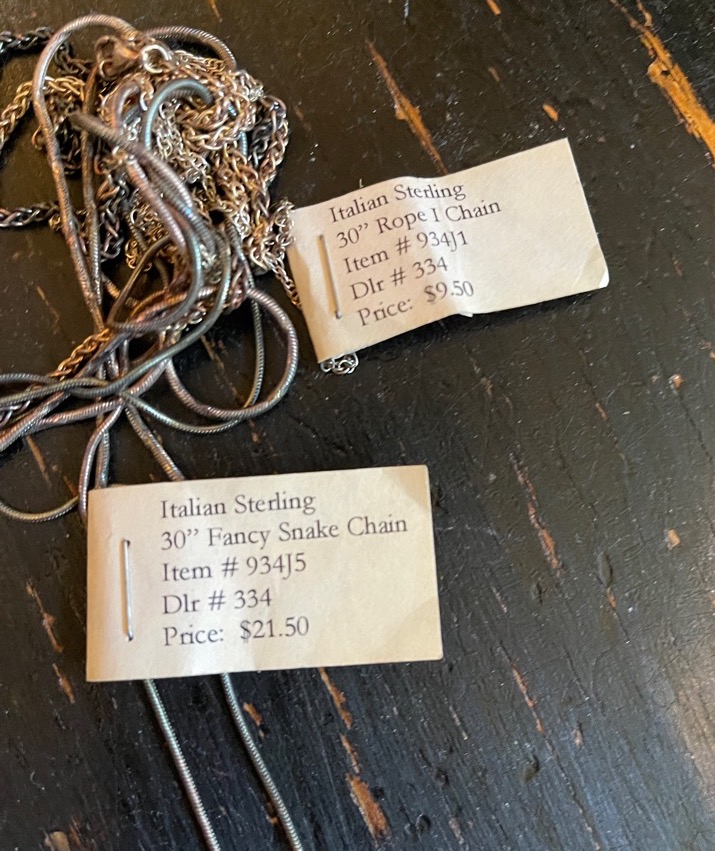 Italian Sterling
30” Rope I Chain
Item # 934J1
Dlr # 334
Price: $9.50
Italian Sterling
30” Fancy Snake Chain
Item # 934J5
Dlr # 334
Price: $21.50